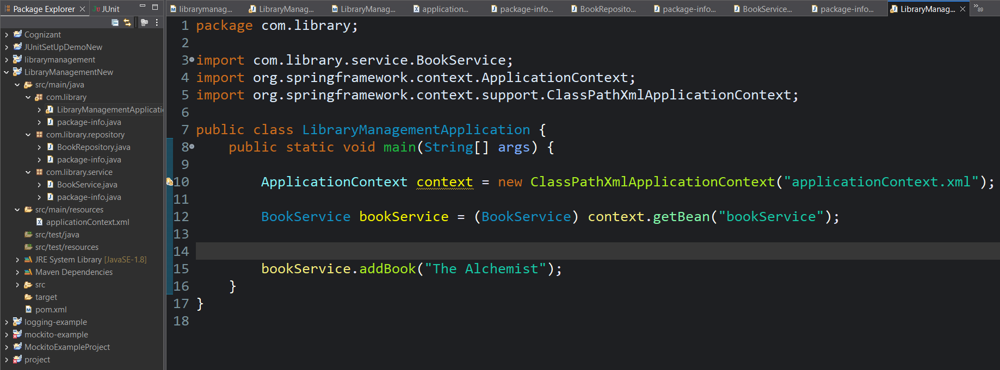 Package Explorer
JUnit
librarymanag...
LibraryManag...
LibraryManag...
application...
package-info...
BookReposito...
package-info...
BookService...
package-info...
LibraryManag...
89
Cognizant
JUnitSetUpDemoNew
librarymanagement
LibraryManagementNew
src/main/java
com.library
LibraryManagementApplicati
package-info.java
com.library.repository
BookRepository.java
package-info.java
com.library.service
BookService.java
package-info.java
src/main/resources
applicationContext.xml
src/test/java
src/test/resources
JRE System Library [JavaSE-1.8]
Maven Dependencies
src
target
pom.xml
logging-example
mockito-example
MockitoExampleProject
project
1 package com.library;
2
3 import com.library.service.BookService;
4 import org.springframework.context.ApplicationContext;
5 import org.springframework.context.support.ClassPathXmlApplicationContext;
6
7 public class LibraryManagementApplication {
8 public static void main(String[] args) {
9
10 ApplicationContext context = new ClassPathXmlApplicationContext("applicationContext.xml");
11
12 BookService bookService = (BookService) context.getBean("bookService");
13
14
15 bookService.addBook("The Alchemist");
16 }
17 }
18